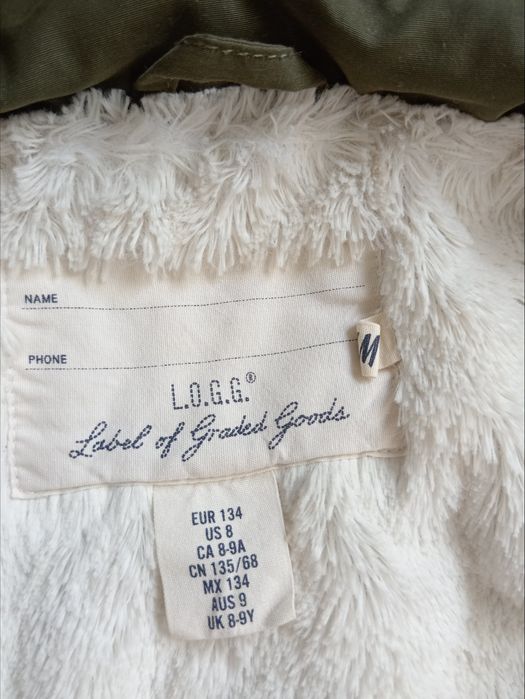 NAME
PHONE
L.O.G.G.®
Label of Graded Goods
EUR 134
US 8
CA 8-9A
CN 135/68
MX 134
AUS 9
UK 8-9Y